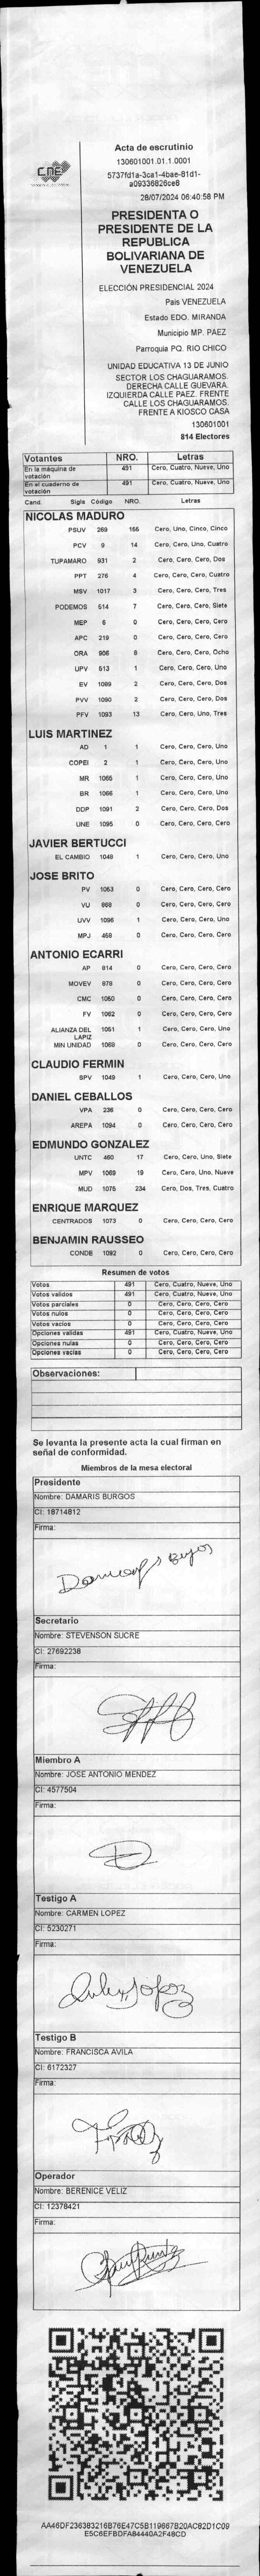 CNE
Acta de escrutinio
130601001.01.1.0001
5737fd1a-3ca1-4bae-81d1-
a09336826ce8
28/07/2024 06:40:58 PM
PRESIDENTA O
PRESIDENTE DE LA
REPUBLICA
BOLIVARIANA DE
VENEZUELA
ELECCIÓN PRESIDENCIAL 2024
Pais VENEZUELA
Estado EDO. MIRANDA
Municipio MP. PAEZ
Parroquia PQ. RIO CHICO
UNIDAD EDUCATIVA 13 DE JUNIO
SECTOR LOS CHAGUARAMOS.
DERECHA CALLE GUEVARA.
IZQUIERDA CALLE PAEZ. FRENTE
CALLE LOS CHAGUARAMOS.
FRENTE A KIOSCO CASA
130601001
814 Electores
Votantes NRO. Letras
En la máquina de votación 491 Cero, Cuatro, Nueve, Uno
En el cuaderno de votación 491 Cero, Cuatro, Nueve, Uno
Cand. Sigla Código NRO. Letras
NICOLAS MADURO
PSUV 269 155 Cero, Uno, Cinco, Cinco
PCV 9 14 Cero, Cero, Uno, Cuatro
TUPAMARO 931 2 Cero, Cero, Cero, Dos
PPT 276 4 Cero, Cero, Cero, Cuatro
MSV 1017 3 Cero, Cero, Cero, Tres
PODEMOS 514 7 Cero, Cero, Cero, Siete
MEP 6 0 Cero, Cero, Cero, Cero
APC 219 0 Cero, Cero, Cero, Cero
ORA 906 8 Cero, Cero, Cero, Ocho
UPV 513 1 Cero, Cero, Cero, Uno
EV 1089 2 Cero, Cero, Cero, Dos
PVV 1090 2 Cero, Cero, Cero, Dos
PFV 1093 13 Cero, Cero, Uno, Tres
LUIS MARTINEZ
AD 1 1 Cero, Cero, Cero, Uno
COPEI 2 1 Cero, Cero, Cero, Uno
MR 1065 1 Cero, Cero, Cero, Uno
BR 1066 1 Cero, Cero, Cero, Uno
DDP 1091 2 Cero, Cero, Cero, Dos
UNE 1095 0 Cero, Cero, Cero, Cero
JAVIER BERTUCCI
EL CAMBIO 1048 1 Cero, Cero, Cero, Uno
JOSE BRITO
PV 1053 0 Cero, Cero, Cero, Cero
VU 868 0 Cero, Cero, Cero, Cero
UVV 1096 1 Cero, Cero, Cero, Uno
MPJ 458 0 Cero, Cero, Cero, Cero
ANTONIO ECARRI
AP 814 0 Cero, Cero, Cero, Cero
MOVEV 878 0 Cero, Cero, Cero, Cero
CMC 1050 0 Cero, Cero, Cero, Cero
FV 1062 0 Cero, Cero, Cero, Cero
ALIANZA DEL LAPIZ 1051 1 Cero, Cero, Cero, Uno
MIN UNIDAD 1068 0 Cero, Cero, Cero, Cero
CLAUDIO FERMIN
SPV 1049 1 Cero, Cero, Cero, Uno
DANIEL CEBALLOS
VPA 236 0 Cero, Cero, Cero, Cero
AREPA 1094 0 Cero, Cero, Cero, Cero
EDMUNDO GONZALEZ
UNTC 460 17 Cero, Cero, Uno, Siete
MPV 1069 19 Cero, Cero, Uno, Nueve
MUD 1075 234 Cero, Dos, Tres, Cuatro
ENRIQUE MARQUEZ
CENTRADOS 1073 0 Cero, Cero, Cero, Cero
BENJAMIN RAUSSEO
CONDE 1092 0 Cero, Cero, Cero, Cero
Resumen de votos
Votos 491 Cero, Cuatro, Nueve, Uno
Votos validos 491 Cero, Cuatro, Nueve, Uno
Votos parciales 0 Cero, Cero, Cero, Cero
Votos nulos 0 Cero, Cero, Cero, Cero
Votos vacios 0 Cero, Cero, Cero, Cero
Opciones validas 491 Cero, Cuatro, Nueve, Uno
Opciones nulas 0 Cero, Cero, Cero, Cero
Opciones vacias 0 Cero, Cero, Cero, Cero
Observaciones:
Se levanta la presente acta la cual firman en
señal de conformidad.
Miembros de la mesa electoral
Presidente
Nombre: DAMARIS BURGOS
CI: 18714812
Firma:
Damarys Burgos
Secretario
Nombre: STEVENSON SUCRE
CI: 27692238
Firma:
Miembro A
Nombre: JOSE ANTONIO MENDEZ
CI: 4577504
Firma:
Testigo A
Nombre: CARMEN LOPEZ
CI: 5230271
Firma:
Testigo B
Nombre: FRANCISCA AVILA
CI: 6172327
Firma:
Operador
Nombre: BERENICE VELIZ
CI: 12378421
Firma:
AA46DF236383216B76E47C5B119667B20AC82D1C09
E5C6EFBDFA84440A2F48CD